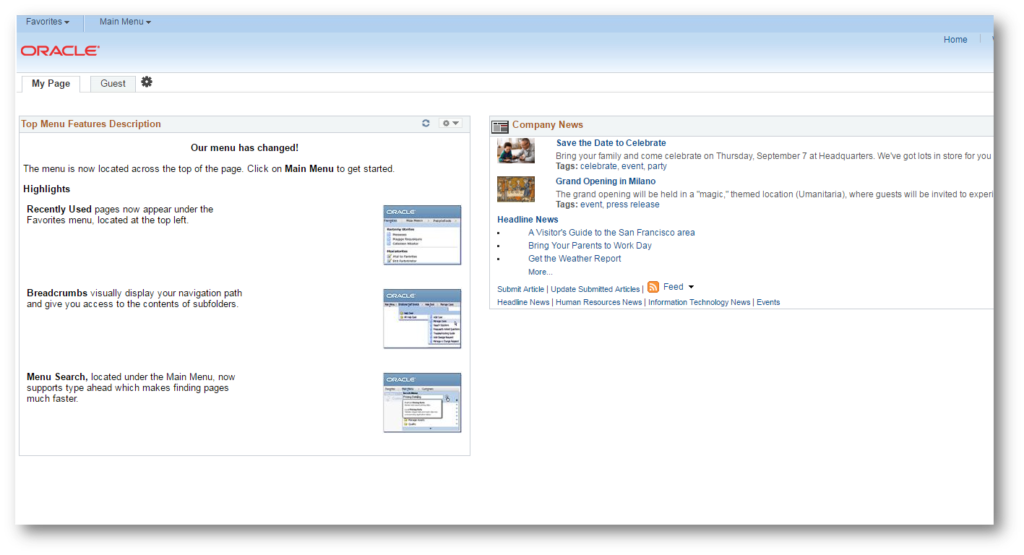 Favorites
Main Menu
Home
ORACLE
My Page
Guest
Top Menu Features Description
Our menu has changed!
The menu is now located across the top of the page. Click on Main Menu to get started.
Highlights
Recently Used pages now appear under the
Favorites menu, located at the top left.
ORACLE
Breadcrumbs visually display your navigation path
and give you access to the contents of subfolders.
ORACLE
Menu Search, located under the Main Menu, now
supports type ahead which makes finding pages
much faster.
ORACLE
Company News
Save the Date to Celebrate
Bring your family and come celebrate on Thursday, September 7 at Headquarters. We've got lots in store for you
Tags: celebrate, event, party
Grand Opening in Milano
The grand opening will be held in a "magic," themed location (Umanitaria), where guests will be invited to experi
Tags: event, press release
Headline News
A Visitor's Guide to the San Francisco area
Bring Your Parents to Work Day
Get the Weather Report
More...
Submit Article | Update Submitted Articles | Feed
Headline News | Human Resources News | Information Technology News | Events